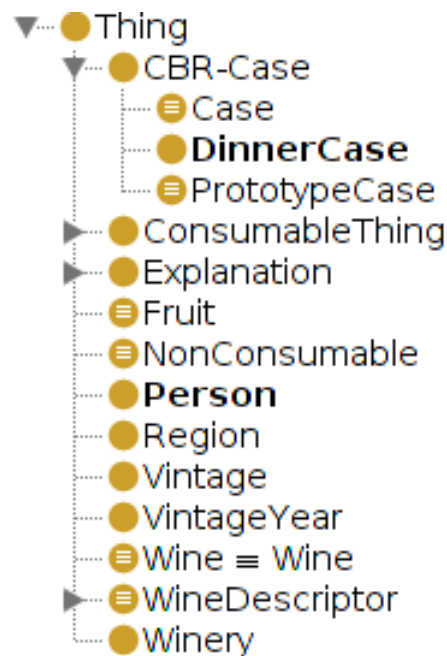 Thing
CBR-Case
Case
DinnerCase
PrototypeCase
ConsumableThing
Explanation
Fruit
NonConsumable
Person
Region
Vintage
VintageYear
Wine ≡ Wine
WineDescriptor
Winery